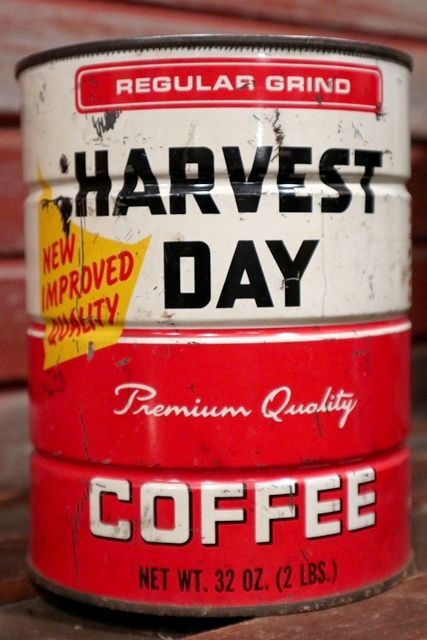 REGULAR GRIND
HARVEST
DAY
NEW
IMPROVED
QUALITY
Premium Quality
COFFEE
NET WT. 32 OZ. (2 LBS.)